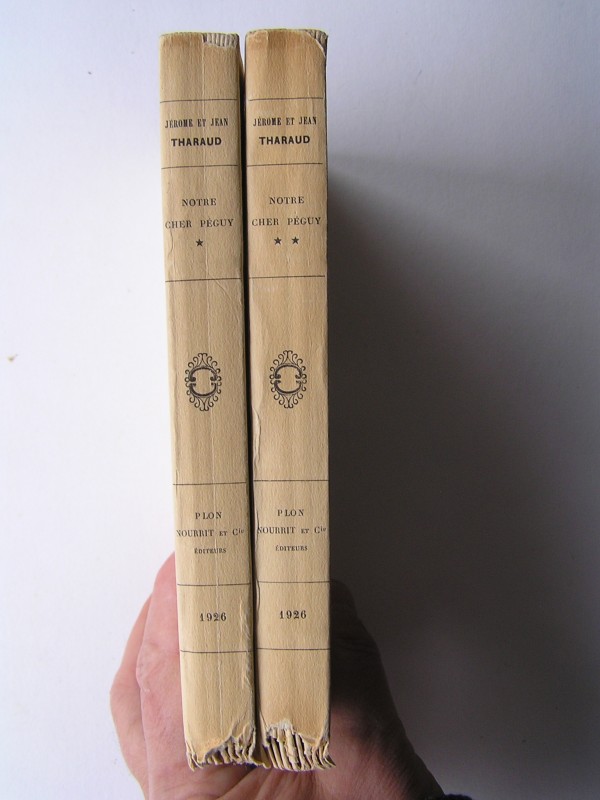 JÉROME ET JEAN
THARAUD
NOTRE
CHER PÉGUY
★
PLON
NOURRIT ET Cie
ÉDITEURS
1926
JÉROME ET JEAN
THARAUD
NOTRE
CHER PÉGUY
★ ★
PLON
NOURRIT ET Cie
ÉDITEURS
1926